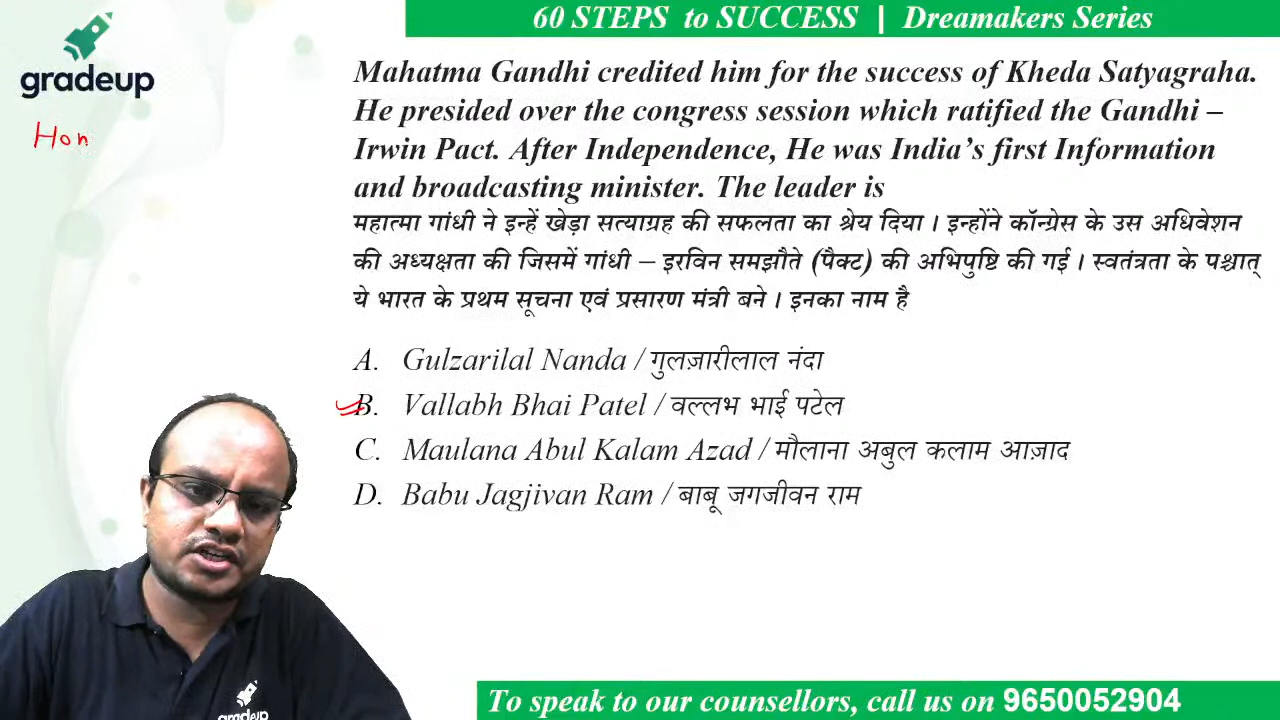 60 STEPS to SUCCESS | Dreamakers Series
gradeup
Hom
Mahatma Gandhi credited him for the success of Kheda Satyagraha.
He presided over the congress session which ratified the Gandhi –
Irwin Pact. After Independence, He was India's first Information
and broadcasting minister. The leader is
महात्मा गांधी ने इन्हें खेड़ा सत्याग्रह की सफलता का श्रेय दिया । इन्होंने कॉन्ग्रेस के उस अधिवेशन
की अध्यक्षता की जिसमें गांधी – इरविन समझौते (पैक्ट) की अभिपुष्टि की गई । स्वतंत्रता के पश्चात्
ये भारत के प्रथम सूचना एवं प्रसारण मंत्री बने । इनका नाम है
A. Gulzarilal Nanda / गुलज़ारीलाल नंदा
B. Vallabh Bhai Patel / वल्लभ भाई पटेल
C. Maulana Abul Kalam Azad / मौलाना अबुल कलाम आज़ाद
D. Babu Jagjivan Ram / बाबू जगजीवन राम
gradeup
To speak to our counsellors, call us on 9650052904